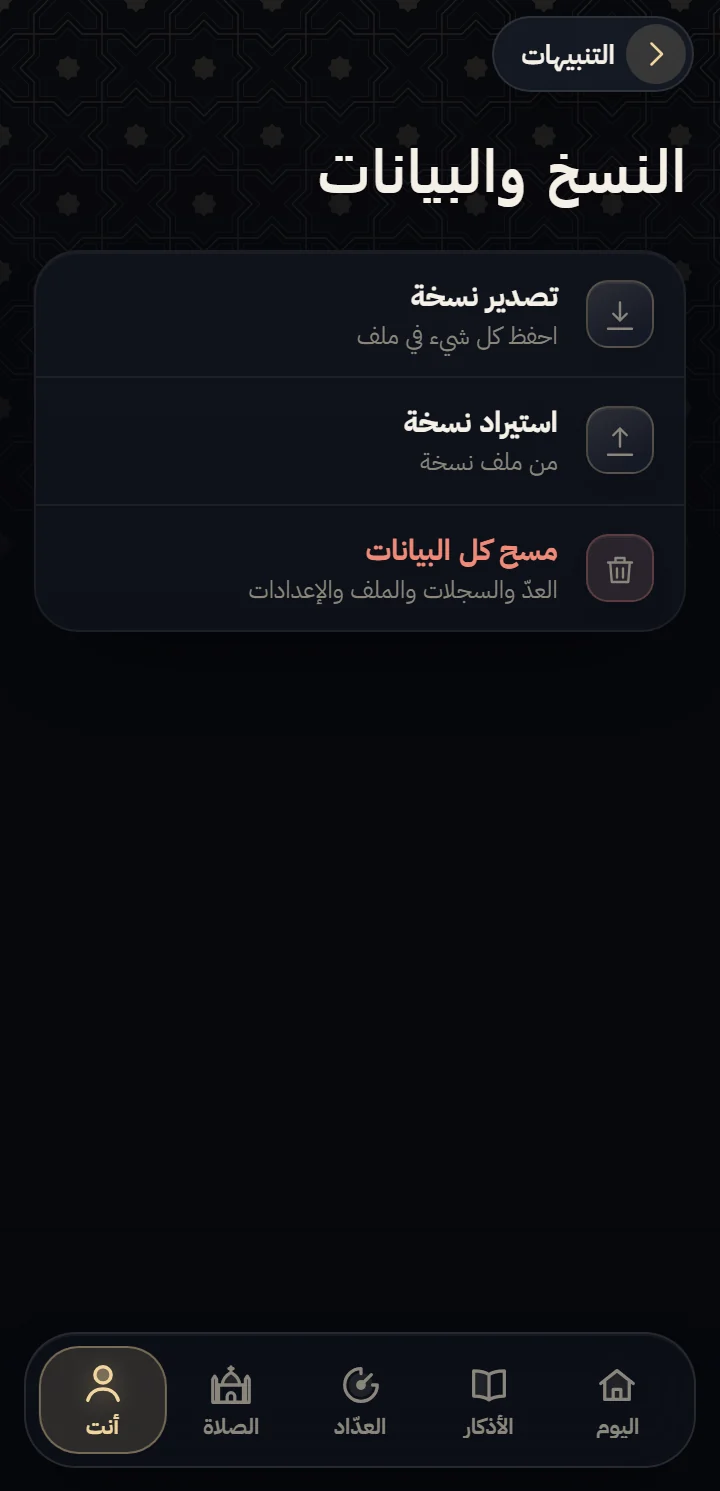 التنبيهات
النسخ والبيانات
تصدير نسخة
احفظ كل شيء في ملف
استيراد نسخة
من ملف نسخة
مسح كل البيانات
العدّ والسجلات والملف والإعدادات
اليوم
الأذكار
العدّاد
الصلاة
أنت